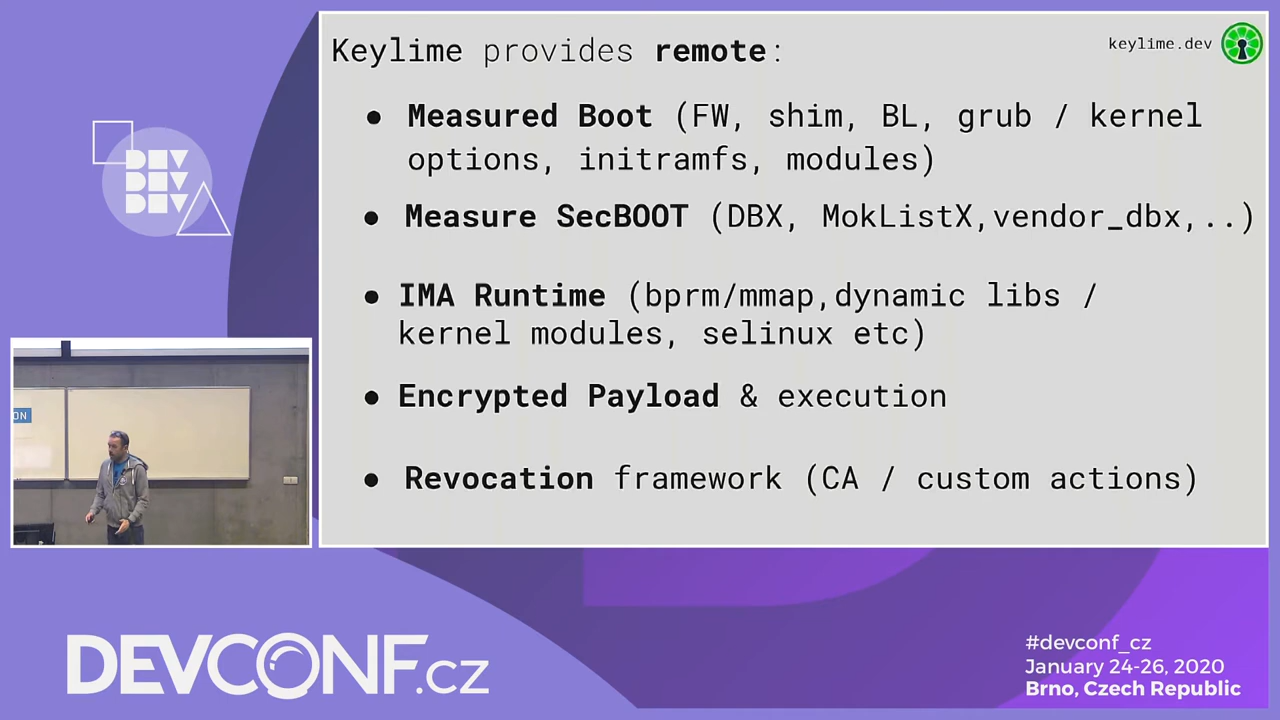 Keylime provides remote:
keylime.dev
● Measured Boot (FW, shim, BL, grub / kernel
options, initramfs, modules)
● Measure SecBOOT (DBX, MokListX,vendor_dbx,..)
● IMA Runtime (bprm/mmap,dynamic libs /
kernel modules, selinux etc)
● Encrypted Payload & execution
● Revocation framework (CA / custom actions)
DEV
DEV
DEV
ON
DEVCONF.cz
#devconf_cz
January 24-26, 2020
Brno, Czech Republic